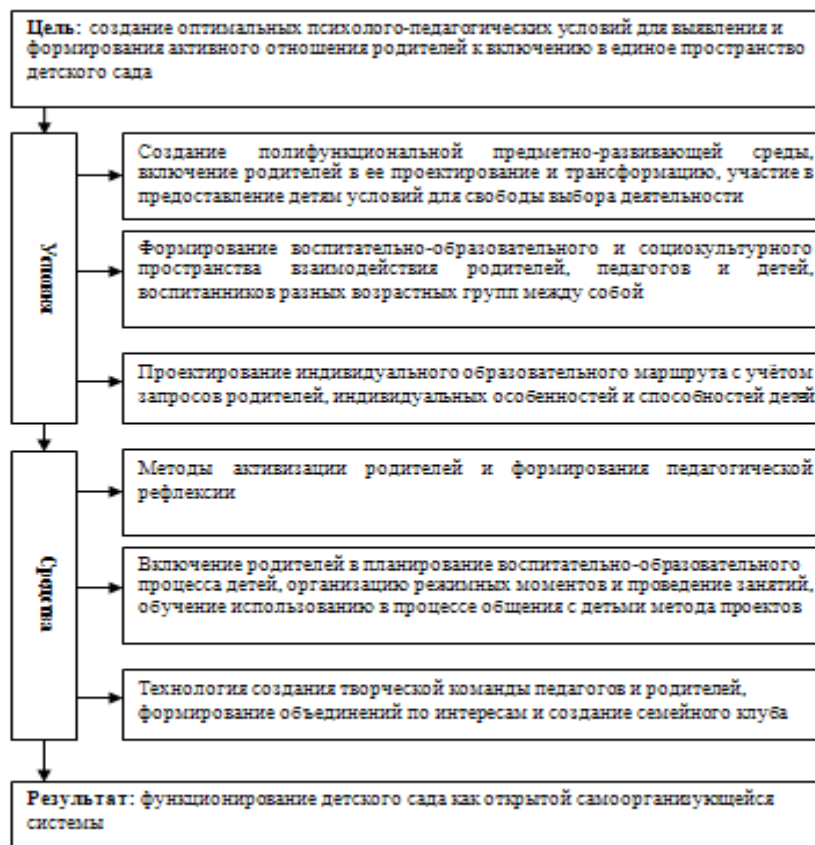 Цель: создание оптимальных психолого-педагогических условий для выявления и
формирования активного отношения родителей к включению в единое пространство
детского сада
Условия
Создание полифункциональной предметно-развивающей среды,
включение родителей в ее проектирование и трансформацию, участие в
предоставление детям условий для свободы выбора деятельности
Формирование воспитательно-образовательного и социокультурного
пространства взаимодействия родителей, педагогов и детей,
воспитанников разных возрастных групп между собой
Проектирование индивидуального образовательного маршрута с учётом
запросов родителей, индивидуальных особенностей и способностей детей
Средства
Методы активизации родителей и формирования педагогической
рефлексии
Включение родителей в планирование воспитательно-образовательного
процесса детей, организацию режимных моментов и проведение занятий,
обучение использованию в процессе общения с детьми метода проектов
Технология создания творческой команды педагогов и родителей,
формирование объединений по интересам и создание семейного клуба
Результат: функционирование детского сада как открытой самоорганизующейся
системы